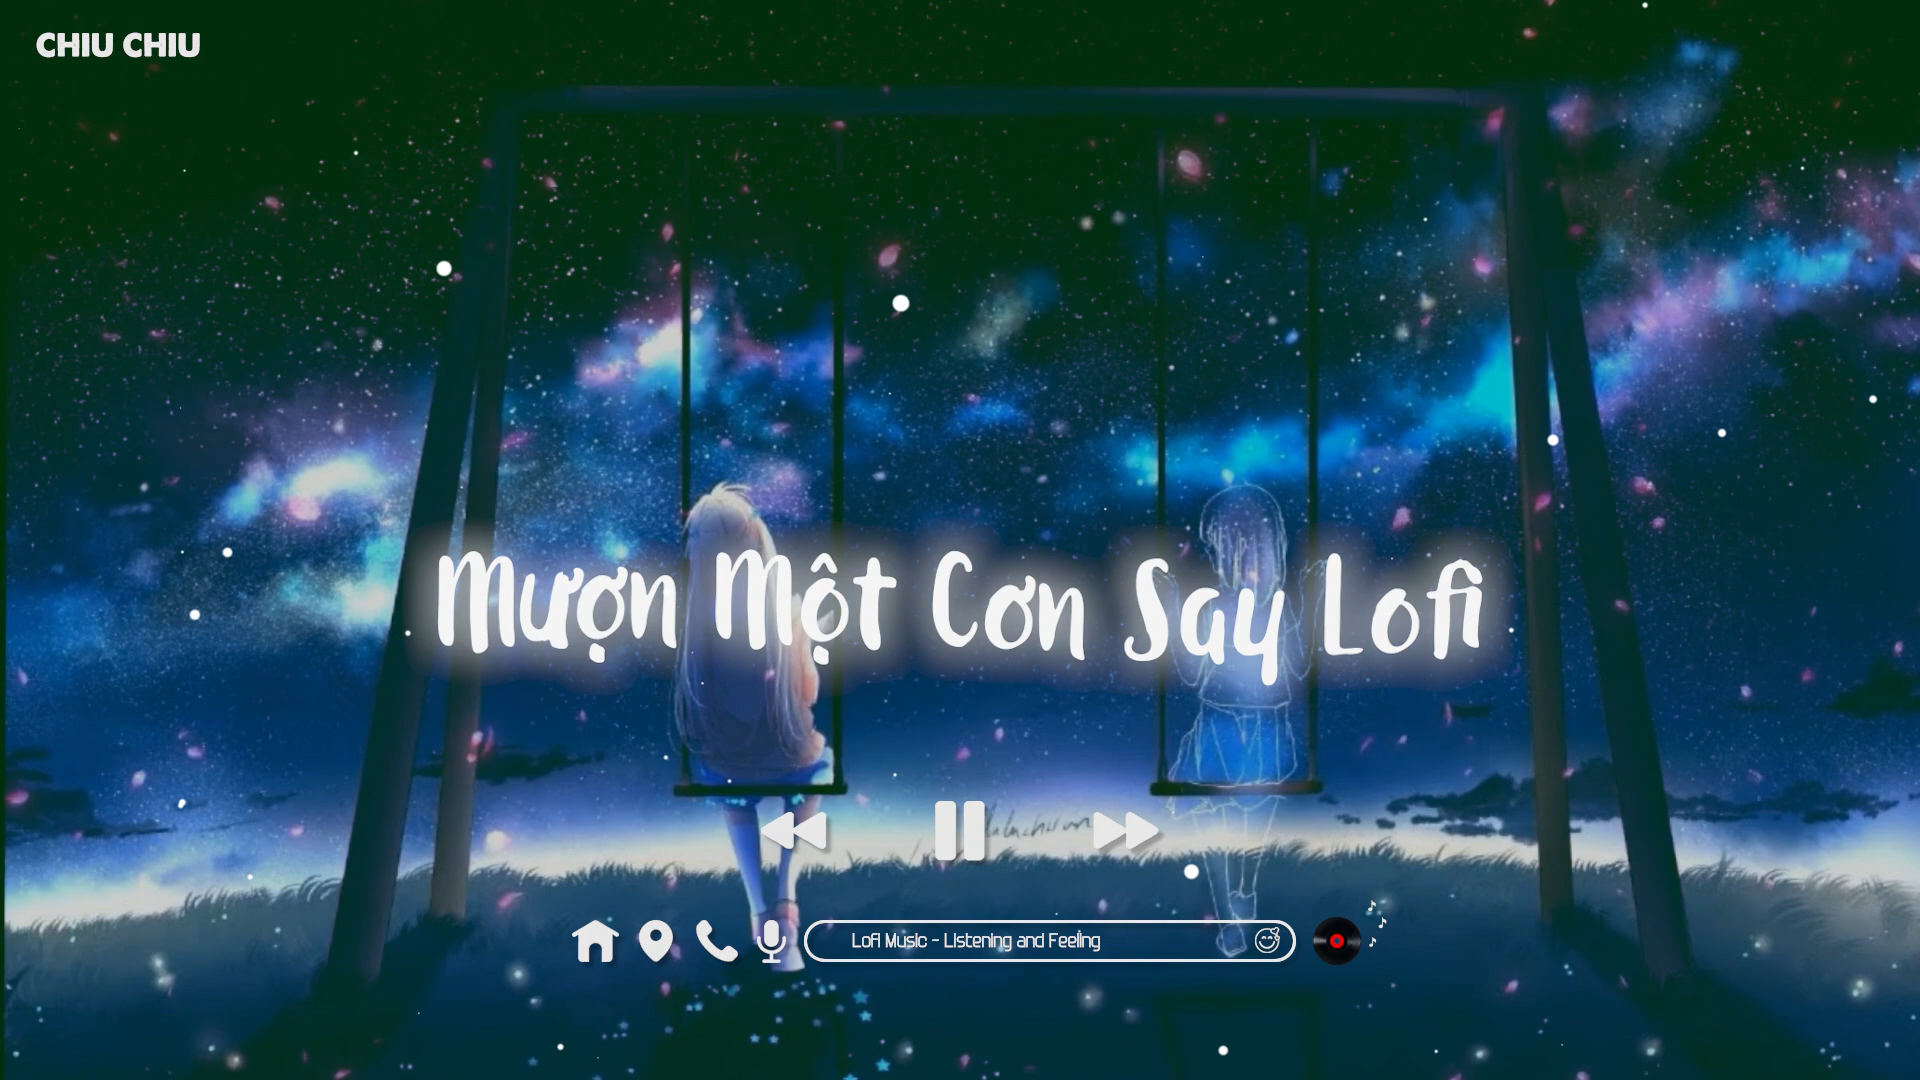 CHIU CHIU
Mượn Một Cơn Say Lofi
Lofi Music - Listening and Feeling